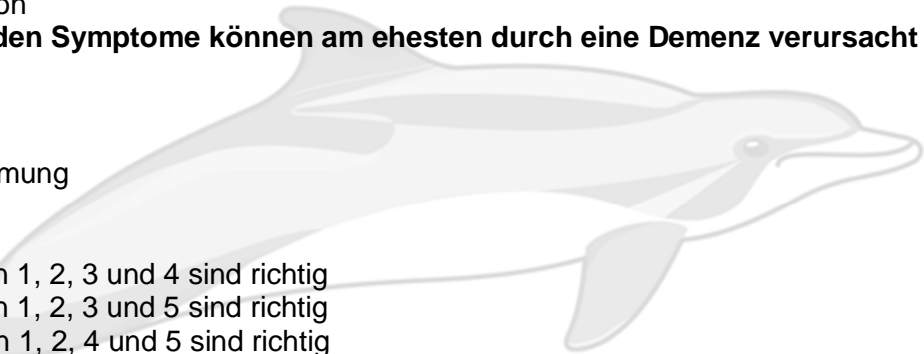 on
den Symptome können am ehesten durch eine Demenz verursacht
mung
n 1, 2, 3 und 4 sind richtig
n 1, 2, 3 und 5 sind richtig
n 1, 2, 4 und 5 sind richtig